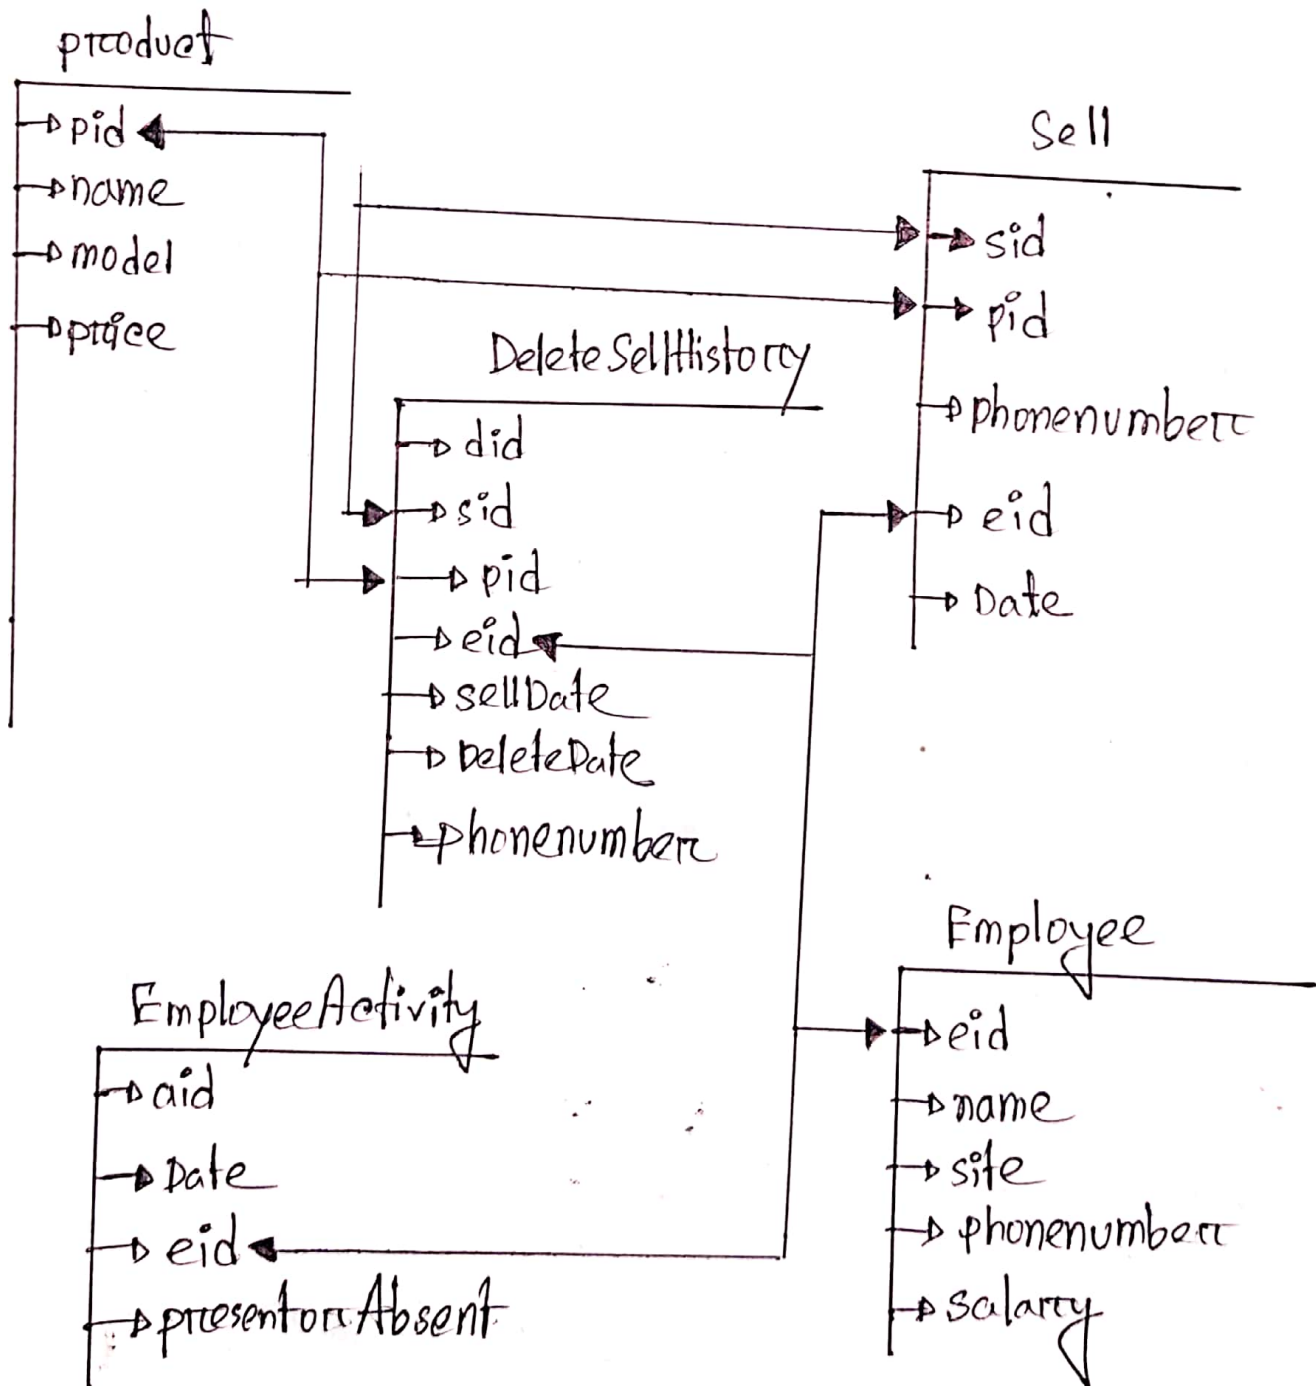 product
pid
name
model
price
Sell
sid
pid
phonenumber
eid
Date
DeleteSellHistory
did
sid
pid
eid
sellDate
DeleteDate
phonenumber
Employee
eid
name
site
phonenumber
salary
EmployeeActivity
aid
Date
eid
presentorAbsent